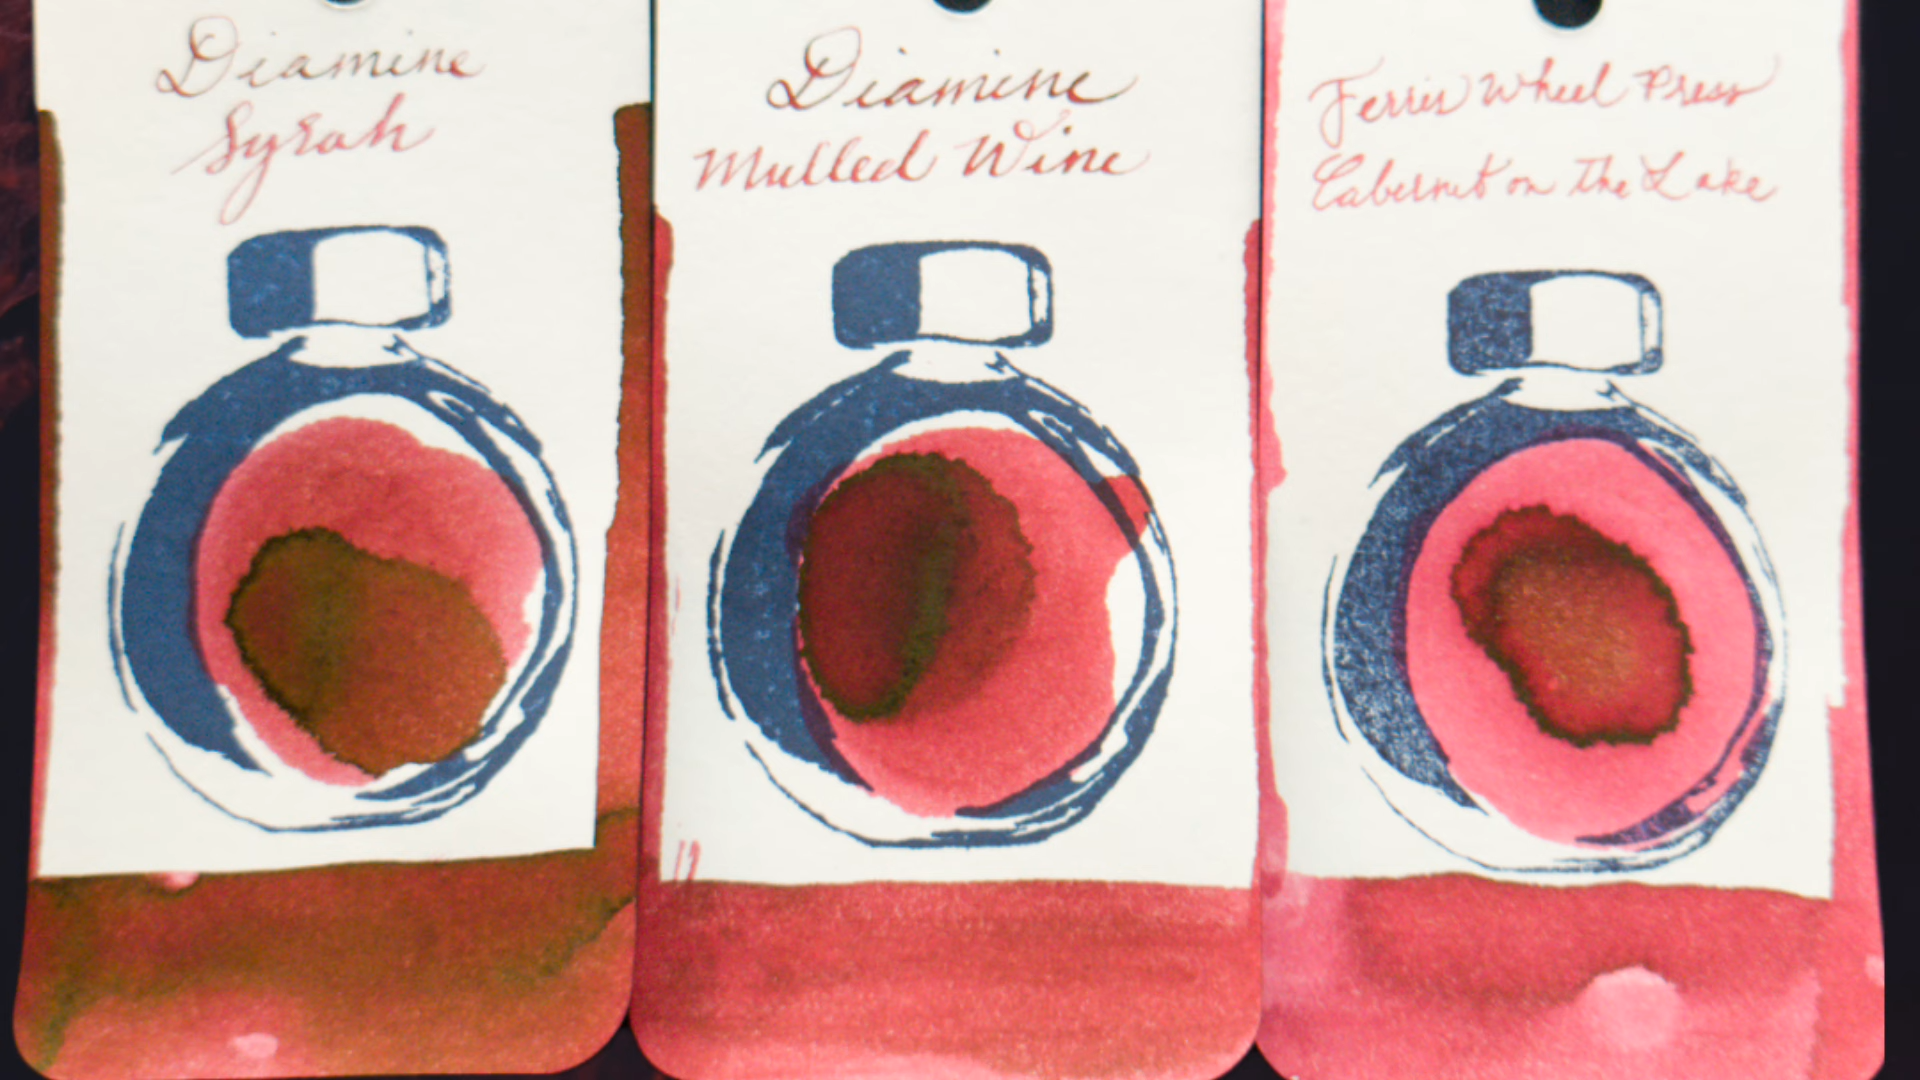 Diamine
Syrah
Diamine
Mulled Wine
Ferris Wheel Press
Cabernet on the Lake